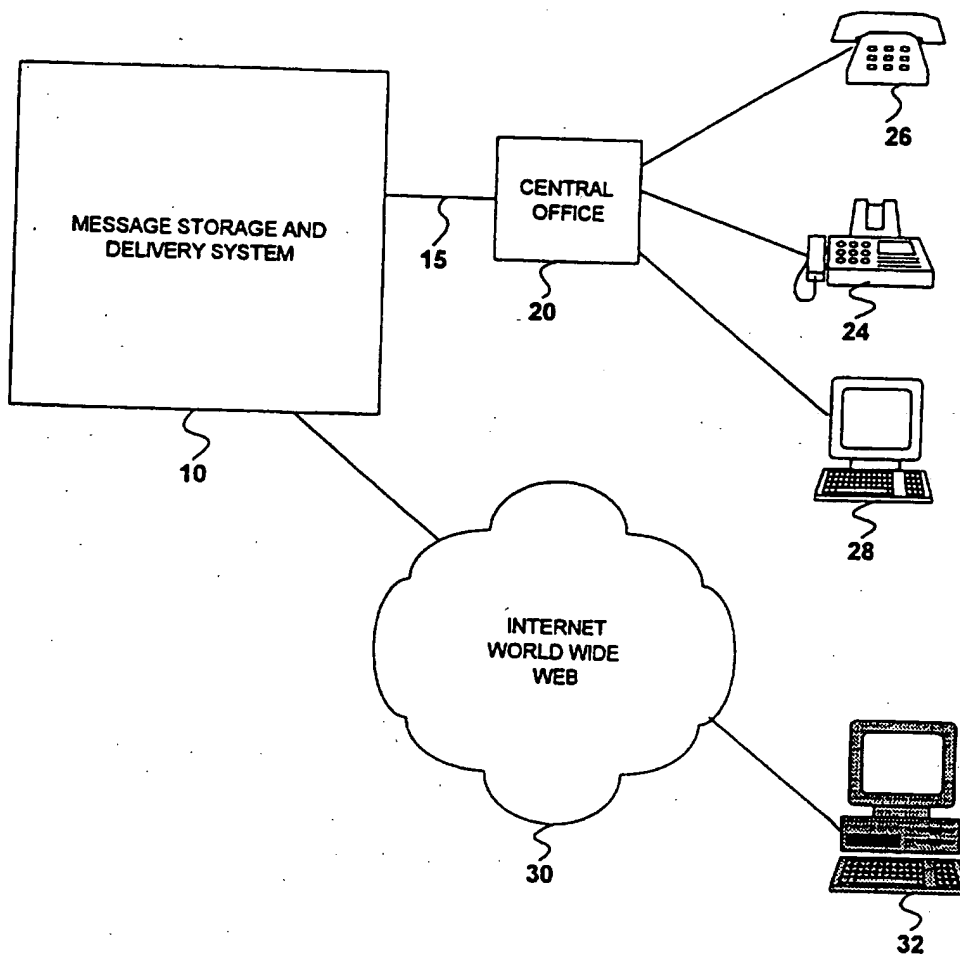 26
MESSAGE STORAGE AND
DELIVERY SYSTEM
CENTRAL
OFFICE
15
20
24
10
28
INTERNET
WORLD WIDE
WEB
30
32